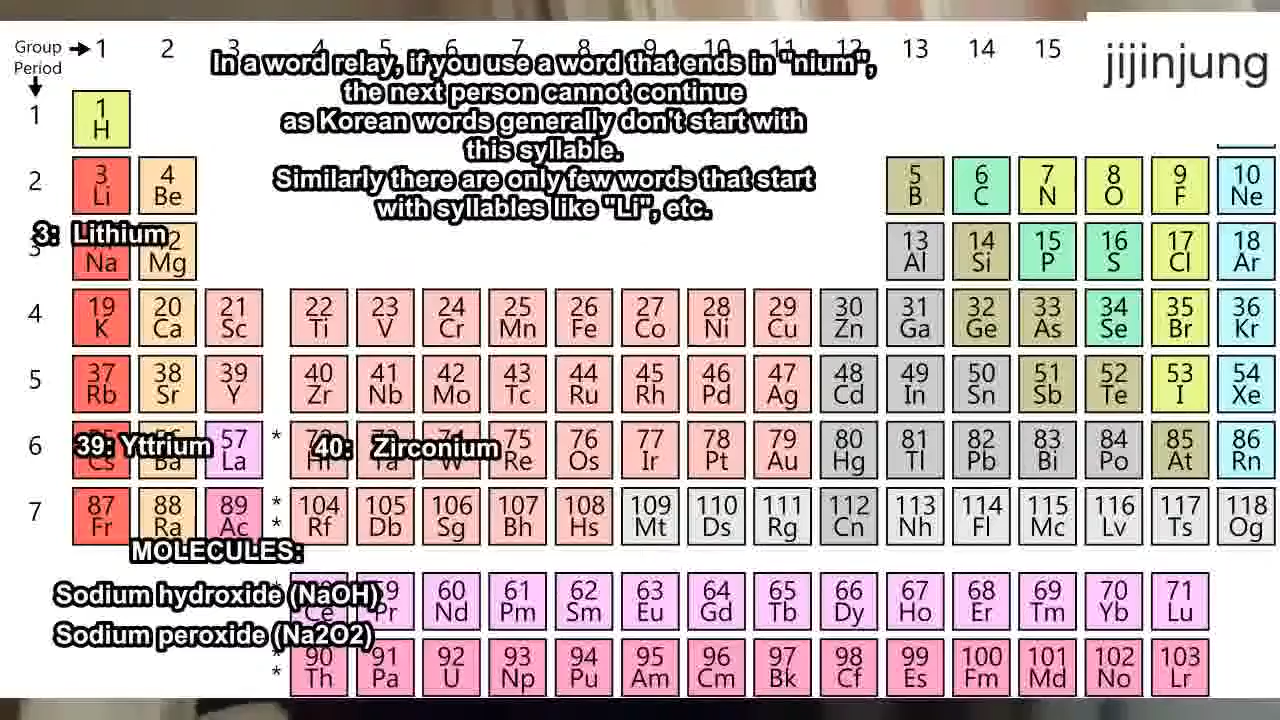 Group → 1 2 3 4 5 6 7 8 9 10 11 12 13 14 15
Period
jijinjung
In a word relay, if you use a word that ends in "nium",
the next person cannot continue
as Korean words generally don't start with
this syllable.
Similarly there are only few words that start
with syllables like "Li", etc.
1 1 H
2 3 Li 4 Be 5 B 6 C 7 N 8 O 9 F 10 Ne
3: Lithium
3 Na 12 Mg 13 Al 14 Si 15 P 16 S 17 Cl 18 Ar
4 19 K 20 Ca 21 Sc 22 Ti 23 V 24 Cr 25 Mn 26 Fe 27 Co 28 Ni 29 Cu 30 Zn 31 Ga 32 Ge 33 As 34 Se 35 Br 36 Kr
5 37 Rb 38 Sr 39 Y 40 Zr 41 Nb 42 Mo 43 Tc 44 Ru 45 Rh 46 Pd 47 Ag 48 Cd 49 In 50 Sn 51 Sb 52 Te 53 I 54 Xe
39: Yttrium 40: Zirconium
6 Cs Ba 57 La * 75 Re 76 Os 77 Ir 78 Pt 79 Au 80 Hg 81 Tl 82 Pb 83 Bi 84 Po 85 At 86 Rn
7 87 Fr 88 Ra 89 Ac * * 104 Rf 105 Db 106 Sg 107 Bh 108 Hs 109 Mt 110 Ds 111 Rg 112 Cn 113 Nh 114 Fl 115 Mc 116 Lv 117 Ts 118 Og
MOLECULES:
Sodium hydroxide (NaOH)
Ce Pr 60 Nd 61 Pm 62 Sm 63 Eu 64 Gd 65 Tb 66 Dy 67 Ho 68 Er 69 Tm 70 Yb 71 Lu
Sodium peroxide (Na2O2)
* * 90 Th 91 Pa 92 U 93 Np 94 Pu 95 Am 96 Cm 97 Bk 98 Cf 99 Es 100 Fm 101 Md 102 No 103 Lr